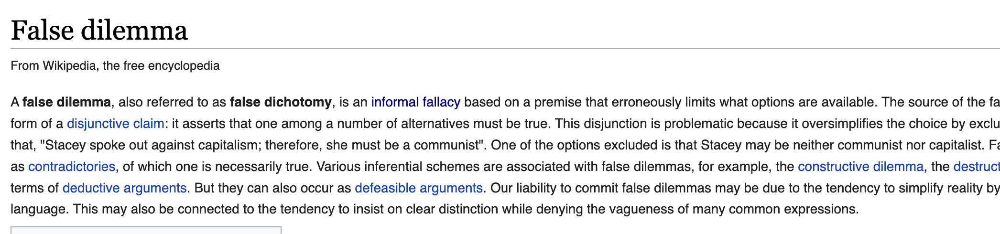 False dilemma
From Wikipedia, the free encyclopedia
A false dilemma, also referred to as false dichotomy, is an informal fallacy based on a premise that erroneously limits what options are available. The source of the fa
form of a disjunctive claim: it asserts that one among a number of alternatives must be true. This disjunction is problematic because it oversimplifies the choice by exclu
that, "Stacey spoke out against capitalism; therefore, she must be a communist". One of the options excluded is that Stacey may be neither communist nor capitalist. Fa
as contradictories, of which one is necessarily true. Various inferential schemes are associated with false dilemmas, for example, the constructive dilemma, the destruct
terms of deductive arguments. But they can also occur as defeasible arguments. Our liability to commit false dilemmas may be due to the tendency to simplify reality by
language. This may also be connected to the tendency to insist on clear distinction while denying the vagueness of many common expressions.